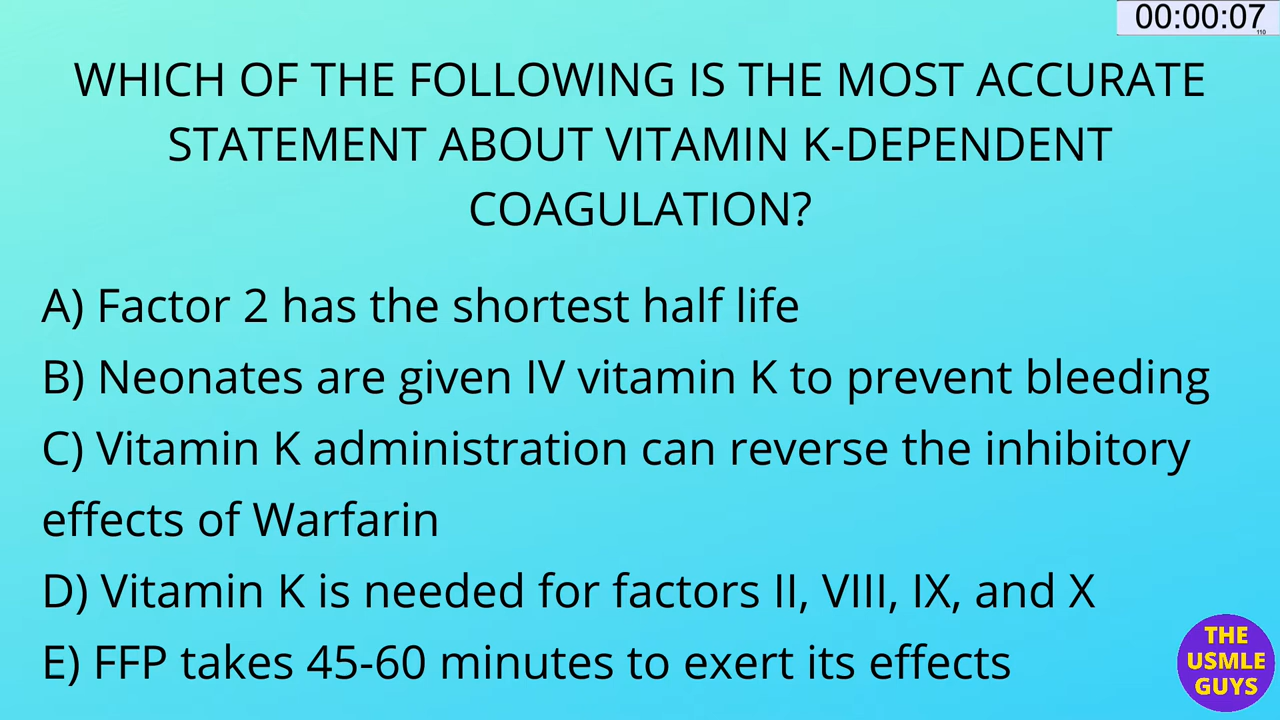 00:00:07
110
WHICH OF THE FOLLOWING IS THE MOST ACCURATE
STATEMENT ABOUT VITAMIN K-DEPENDENT
COAGULATION?
A) Factor 2 has the shortest half life
B) Neonates are given IV vitamin K to prevent bleeding
C) Vitamin K administration can reverse the inhibitory
effects of Warfarin
D) Vitamin K is needed for factors II, VIII, IX, and X
E) FFP takes 45-60 minutes to exert its effects
THE
USMLE
GUYS